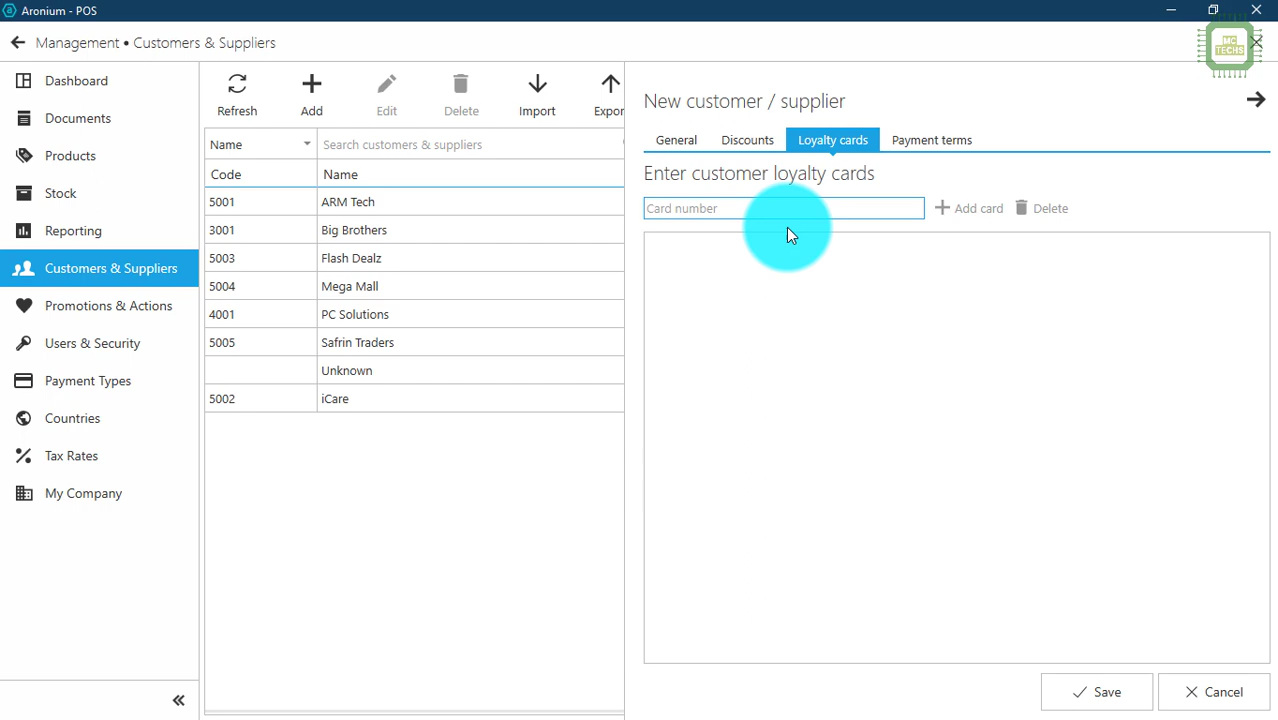 Aronium - POS
Management • Customers & Suppliers
MC
TECHS
Dashboard
Documents
Products
Stock
Reporting
Customers & Suppliers
Promotions & Actions
Users & Security
Payment Types
Countries
Tax Rates
My Company
Refresh
Add
Edit
Delete
Import
Expor
Name
Search customers & suppliers
Code Name
5001 ARM Tech
3001 Big Brothers
5003 Flash Dealz
5004 Mega Mall
4001 PC Solutions
5005 Safrin Traders
Unknown
5002 iCare
New customer / supplier
General Discounts Loyalty cards Payment terms
Enter customer loyalty cards
Card number Add card Delete
Save Cancel